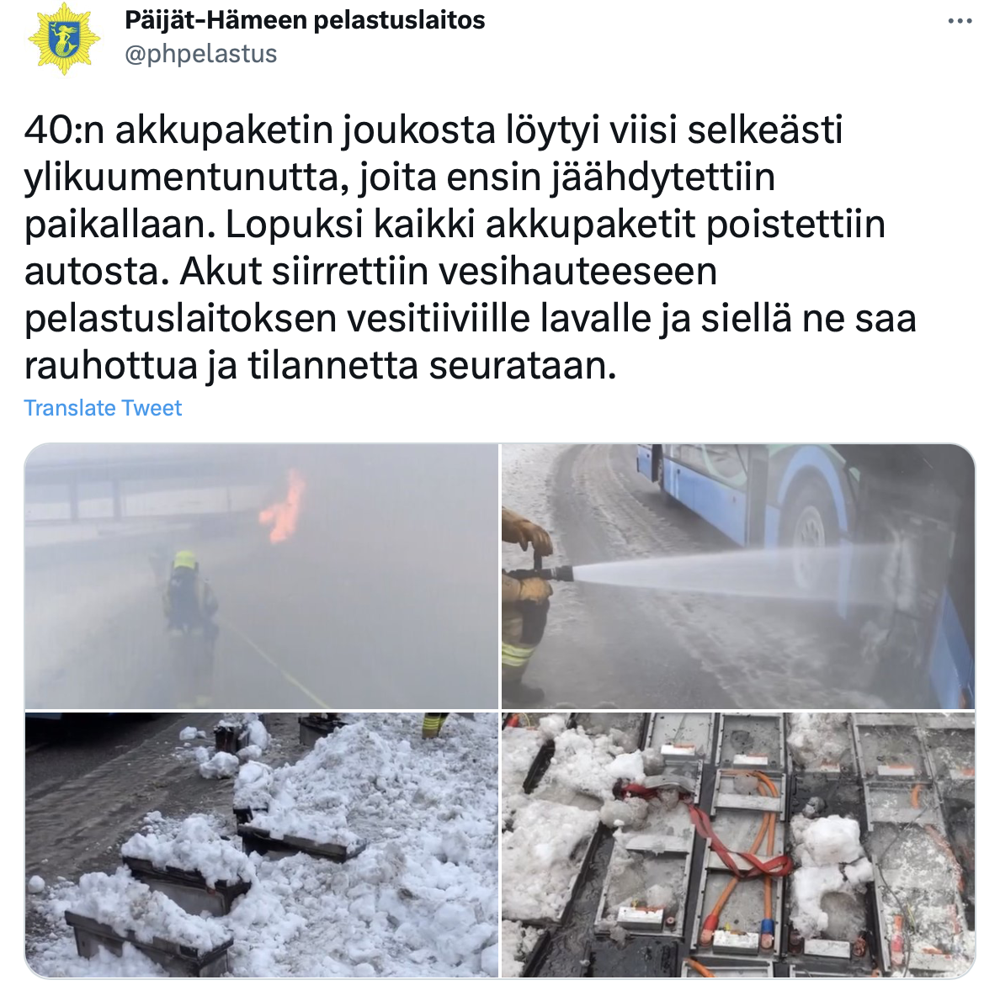 Päijät-Hämeen pelastuslaitos
@phpelastus
40:n akkupaketin joukosta löytyi viisi selkeästi
ylikuumentunutta, joita ensin jäähdytettiin
paikallaan. Lopuksi kaikki akkupaketit poistettiin
autosta. Akut siirrettiin vesihauteeseen
pelastuslaitoksen vesitiiviille lavalle ja siellä ne saa
rauhottua ja tilannetta seurataan.
Translate Tweet